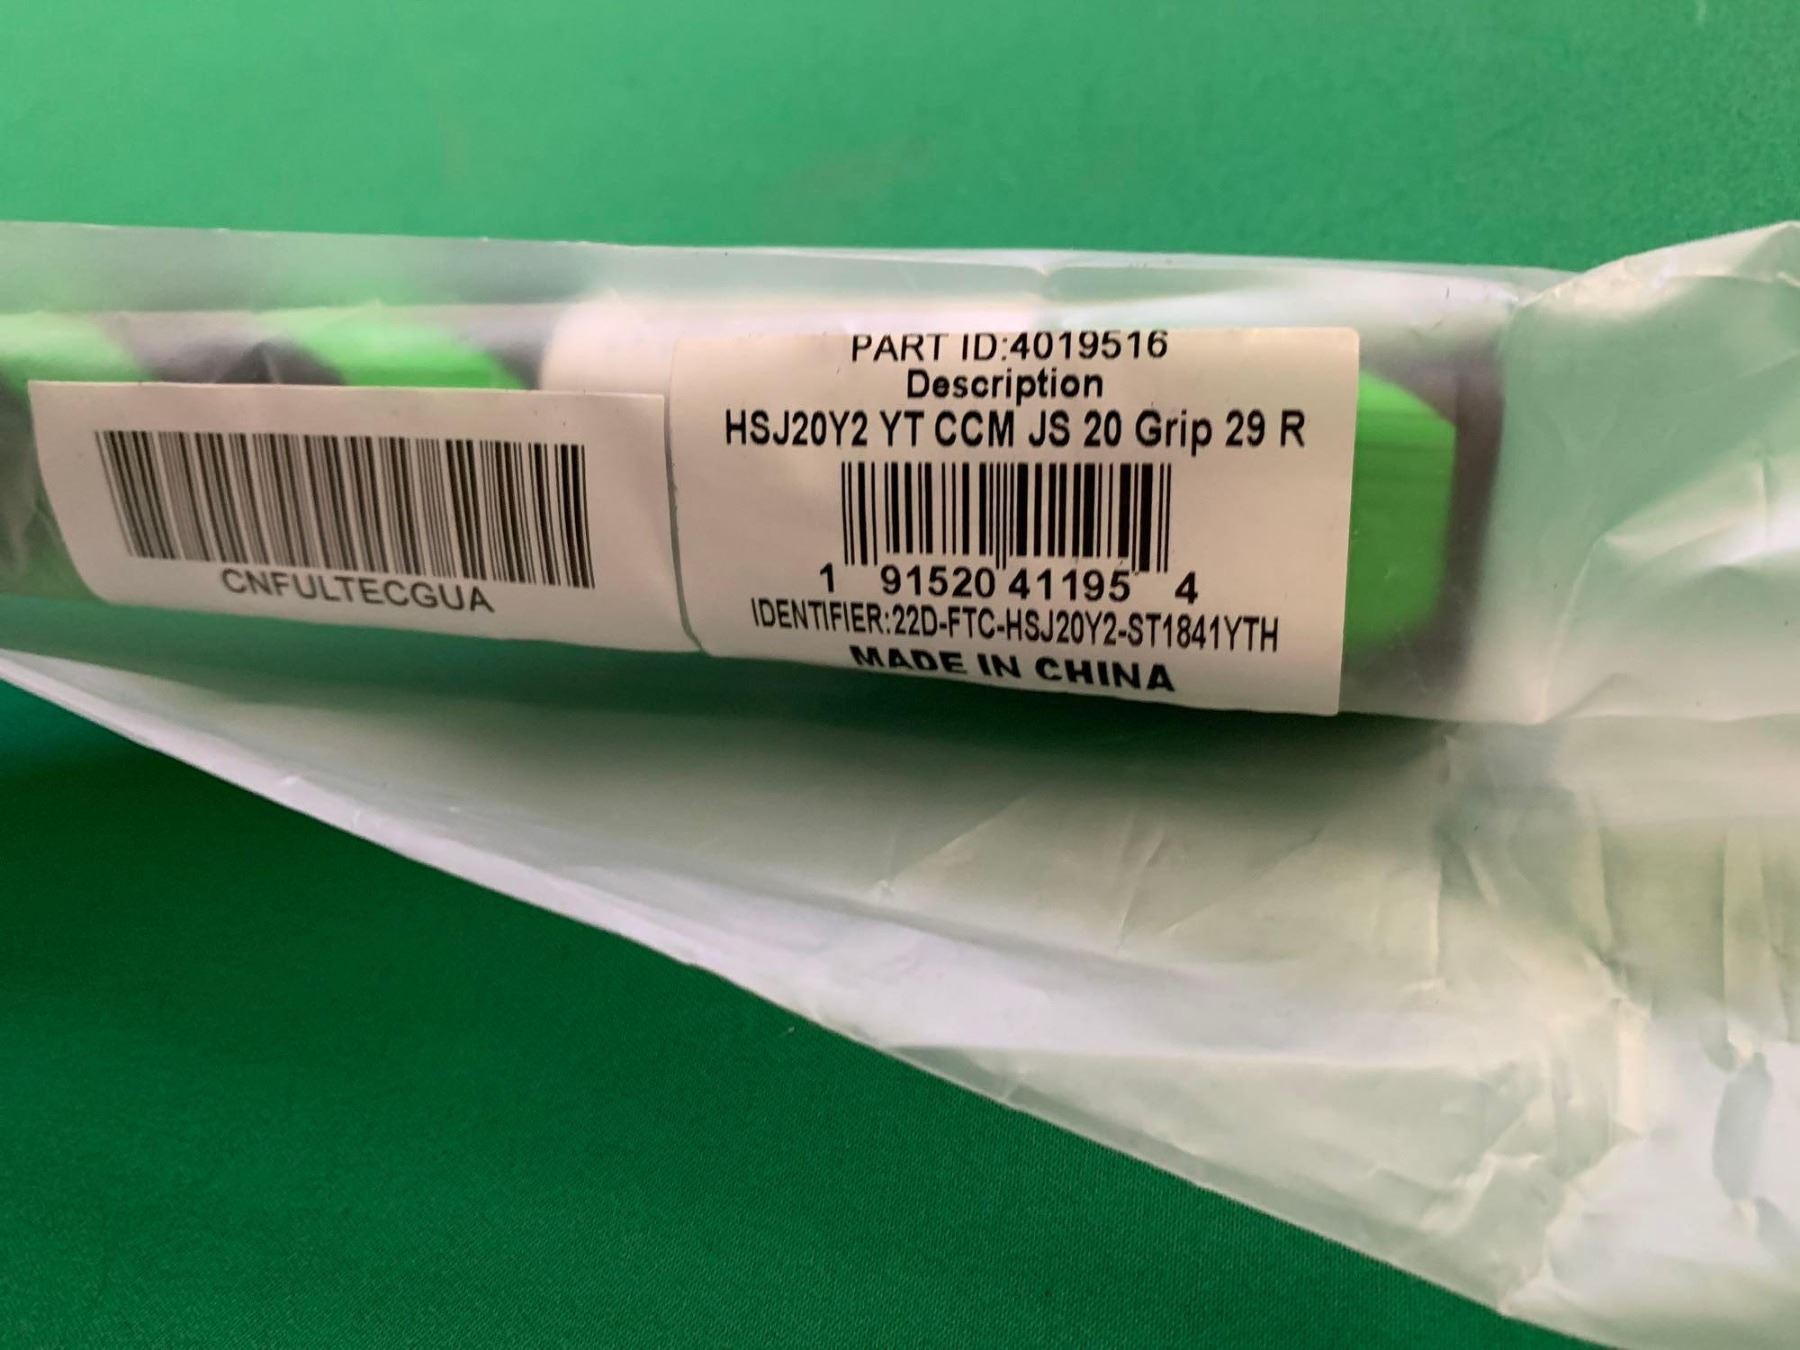 CNFULTECGUA
PART ID:4019516
Description
HSJ20Y2 YT CCM JS 20 Grip 29 R
1 91520 41195 4
IDENTIFIER:22D-FTC-HSJ20Y2-ST1841YTH
MADE IN CHINA